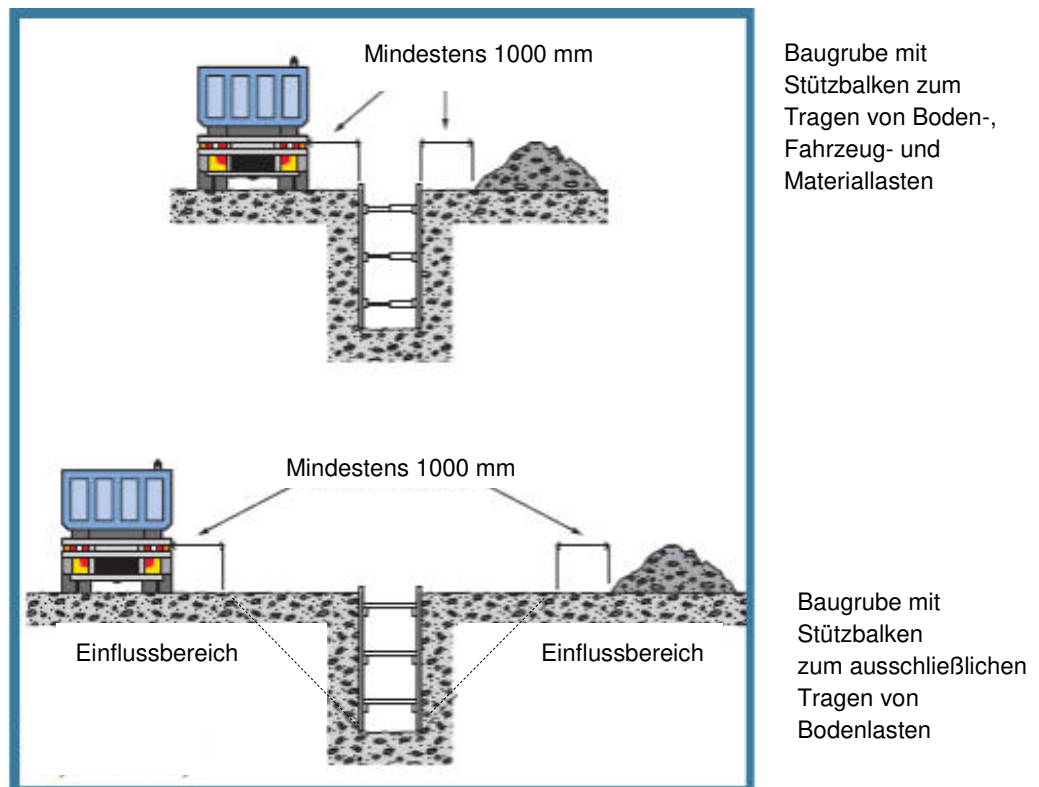 Mindestens 1000 mm
Baugrube mit
Stützbalken zum
Tragen von Boden-,
Fahrzeug- und
Materiallasten
Mindestens 1000 mm
Einflussbereich
Einflussbereich
Baugrube mit
Stützbalken
zum ausschließlichen
Tragen von
Bodenlasten